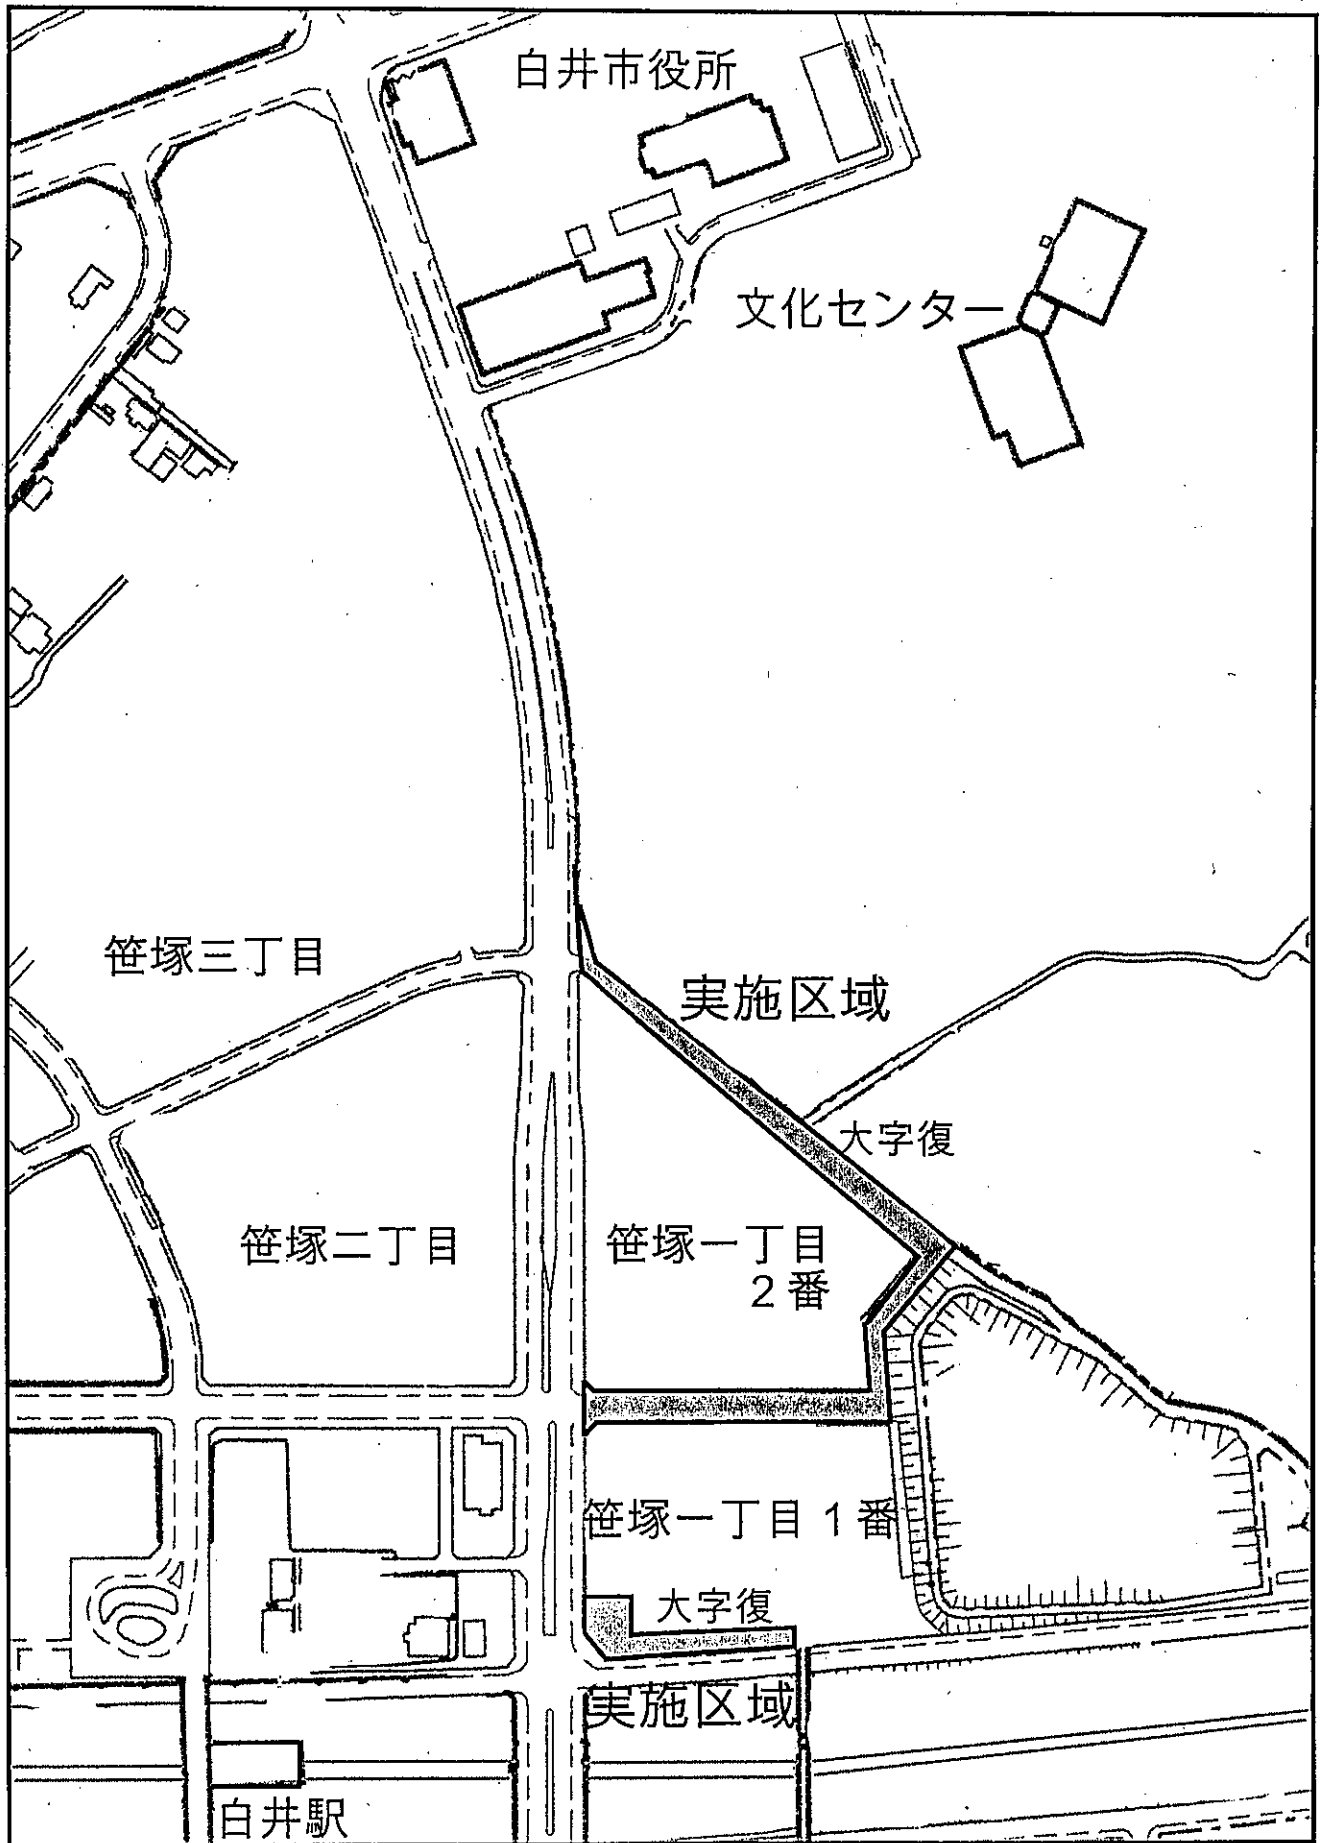 白井市役所
文化センター
笹塚三丁目
実施区域
大字復
笹塚二丁目
笹塚一丁目
2番
笹塚一丁目 1番
大字復
実施区域
白井駅